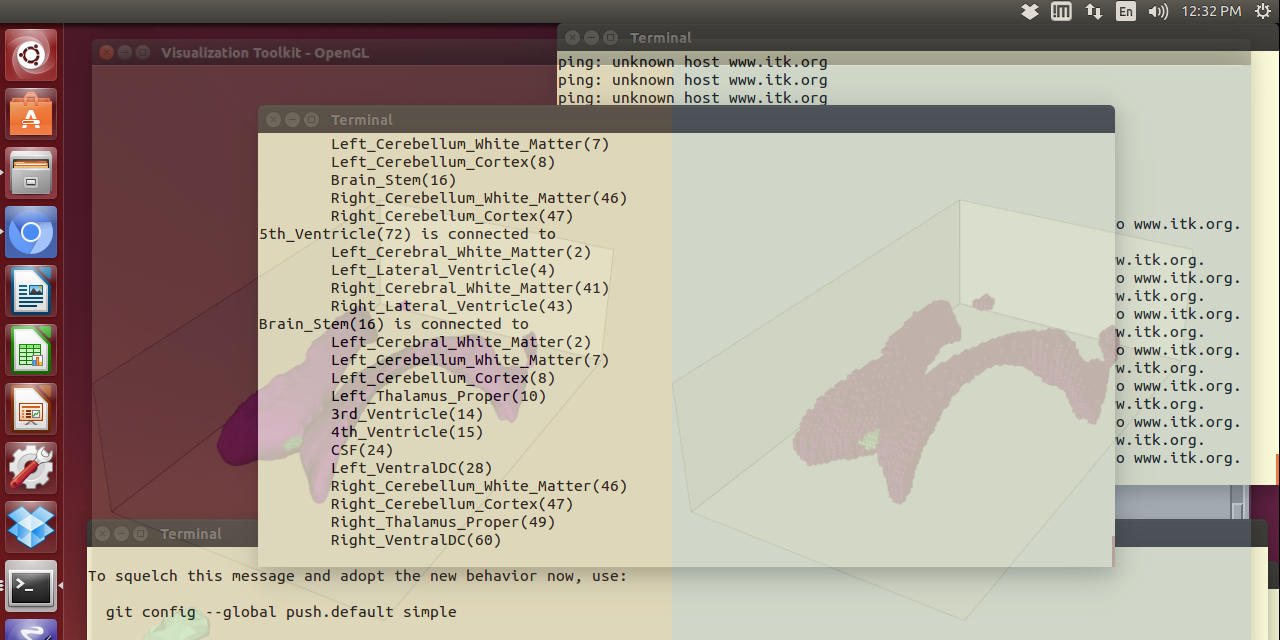 !m
En
12:32 PM
Visualization Toolkit - OpenGL
Terminal
ping: unknown host www.itk.org
ping: unknown host www.itk.org
ping: unknown host www.itk.org
Terminal
Left_Cerebellum_White_Matter(7)
Left_Cerebellum_Cortex(8)
Brain_Stem(16)
Right_Cerebellum_White_Matter(46)
Right_Cerebellum_Cortex(47)
5th_Ventricle(72) is connected to
Left_Cerebral_White_Matter(2)
Left_Lateral_Ventricle(4)
Right_Cerebral_White_Matter(41)
Right_Lateral_Ventricle(43)
Brain_Stem(16) is connected to
Left_Cerebral_White_Matter(2)
Left_Cerebellum_White_Matter(7)
Left_Cerebellum_Cortex(8)
Left_Thalamus_Proper(10)
3rd_Ventricle(14)
4th_Ventricle(15)
CSF(24)
Left_VentralDC(28)
Right_Cerebellum_White_Matter(46)
Right_Cerebellum_Cortex(47)
Right_Thalamus_Proper(49)
Right_VentralDC(60)
o www.itk.org.
w.itk.org.
o www.itk.org.
w.itk.org.
o www.itk.org.
w.itk.org.
o www.itk.org.
w.itk.org.
o www.itk.org.
w.itk.org.
o www.itk.org.
w.itk.org.
o www.itk.org.
Terminal
To squelch this message and adopt the new behavior now, use:
git config --global push.default simple